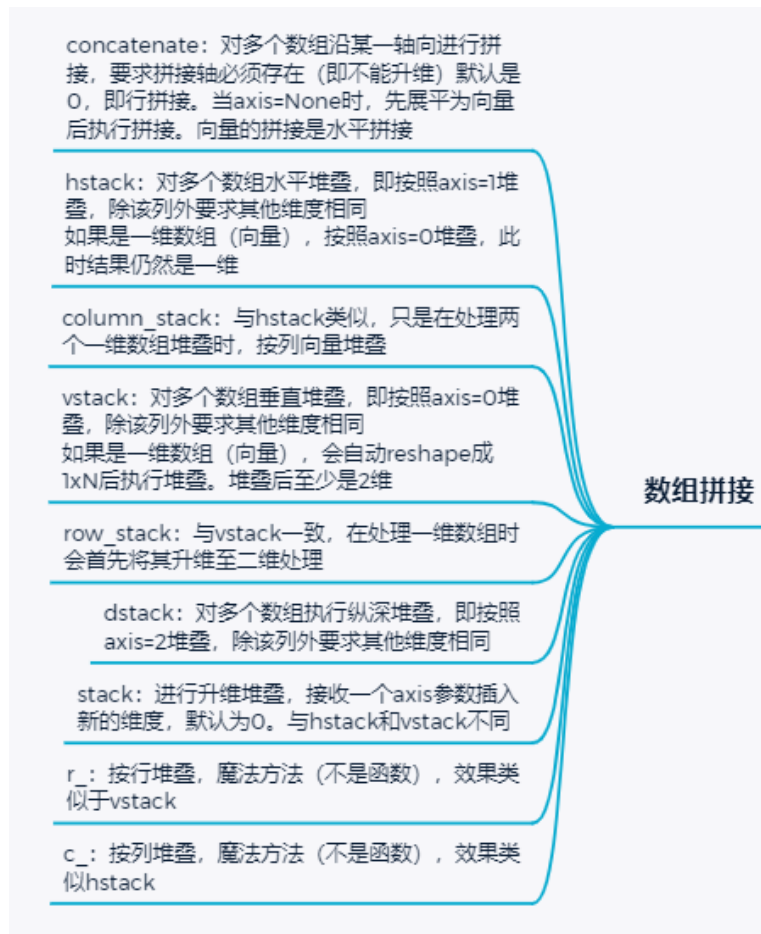 concatenate：对多个数组沿某一轴向进行拼
接，要求拼接轴必须存在（即不能升维）默认是
0，即行拼接。当axis=None时，先展平为向量
后执行拼接。向量的拼接是水平拼接
hstack：对多个数组水平堆叠，即按照axis=1堆
叠，除该列外要求其他维度相同
如果是一维数组（向量），按照axis=0堆叠，此
时结果仍然是一维
column_stack：与hstack类似，只是在处理两
个一维数组堆叠时，按列向量堆叠
vstack：对多个数组垂直堆叠，即按照axis=0堆
叠，除该列外要求其他维度相同
如果是一维数组（向量），会自动reshape成
1xN后执行堆叠。堆叠后至少是2维
数组拼接
row_stack：与vstack一致，在处理一维数组时
会首先将其升维至二维处理
dstack：对多个数组执行纵深堆叠，即按照
axis=2堆叠，除该列外要求其他维度相同
stack：进行升维堆叠，接收一个axis参数插入
新的维度，默认为0。与hstack和vstack不同
r_：按行堆叠，魔法方法（不是函数），效果类
似于vstack
c_：按列堆叠，魔法方法（不是函数），效果类
似hstack